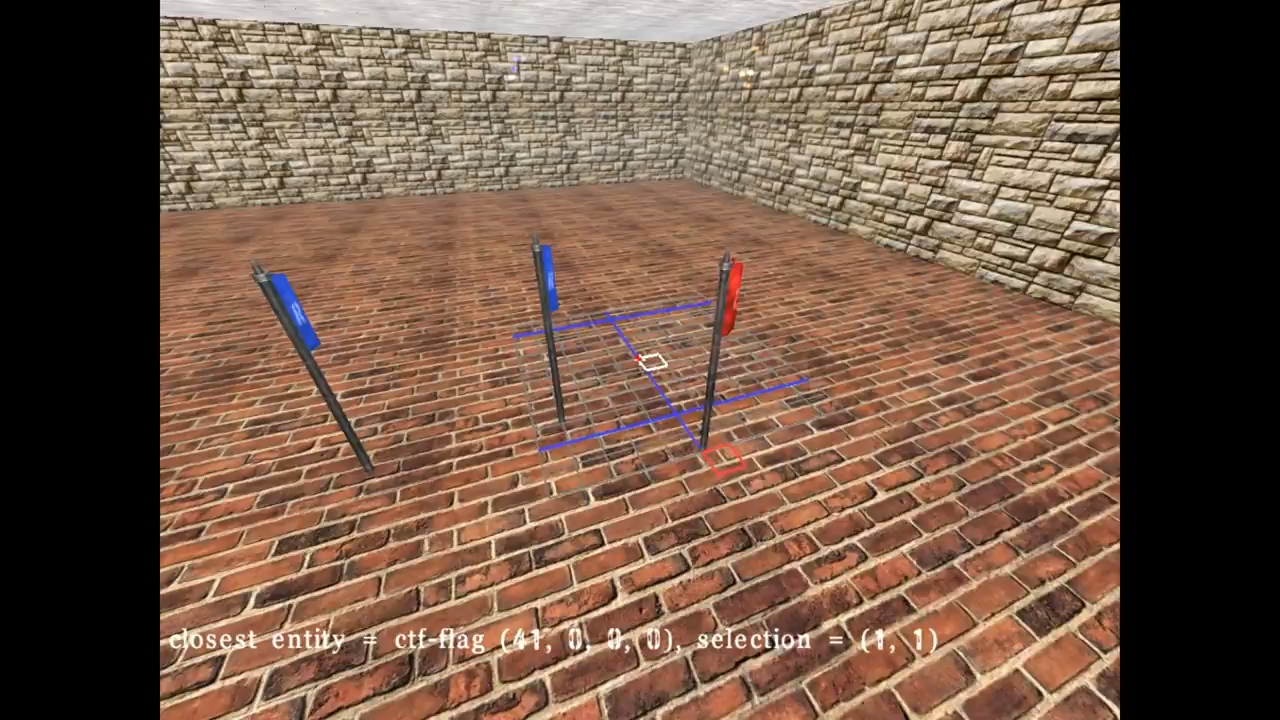 closest entity = ctf-flag (41, 0, 0, 0), selection = (1, 1)